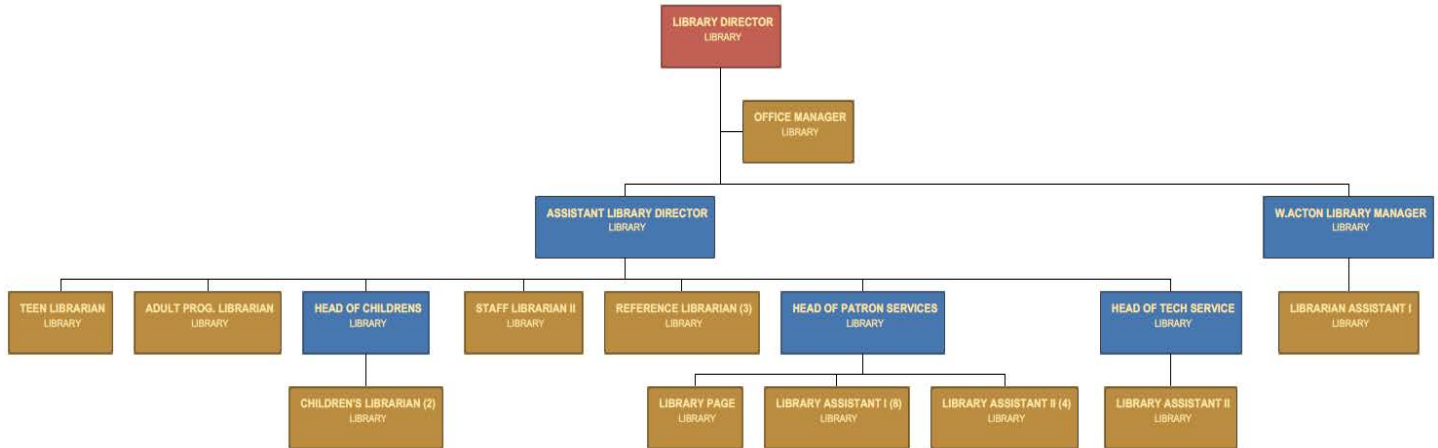 LIBRARY DIRECTOR
LIBRARY
OFFICE MANAGER
LIBRARY
ASSISTANT LIBRARY DIRECTOR
LIBRARY
W.ACTON LIBRARY MANAGER
LIBRARY
TEEN LIBRARIAN
LIBRARY
ADULT PROG. LIBRARIAN
LIBRARY
HEAD OF CHILDRENS
LIBRARY
STAFF LIBRARIAN II
LIBRARY
REFERENCE LIBRARIAN (3)
LIBRARY
HEAD OF PATRON SERVICES
LIBRARY
HEAD OF TECH SERVICE
LIBRARY
LIBRARIAN ASSISTANT I
LIBRARY
CHILDREN'S LIBRARIAN (2)
LIBRARY
LIBRARY PAGE
LIBRARY
LIBRARY ASSISTANT I (8)
LIBRARY
LIBRARY ASSISTANT II (4)
LIBRARY
LIBRARY ASSISTANT II
LIBRARY